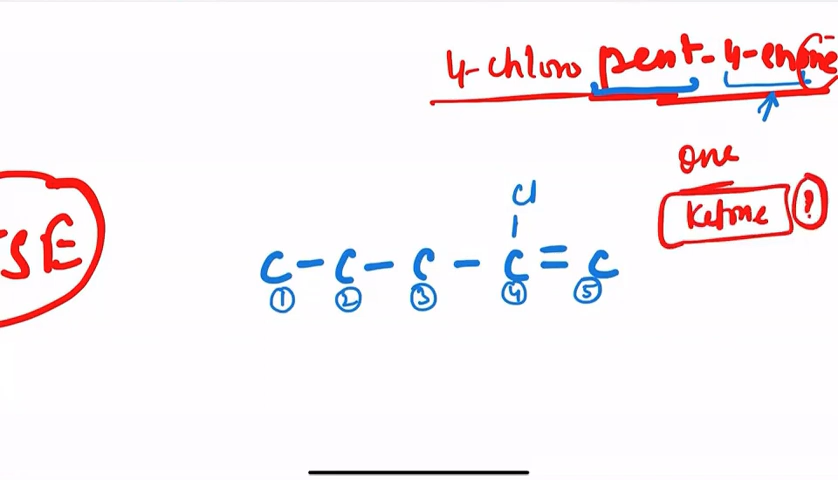 4-chloro pent-4-enone
one
Ketone ?
SE
Cl
C - C - C - C = C
① ② ③ ④ ⑤